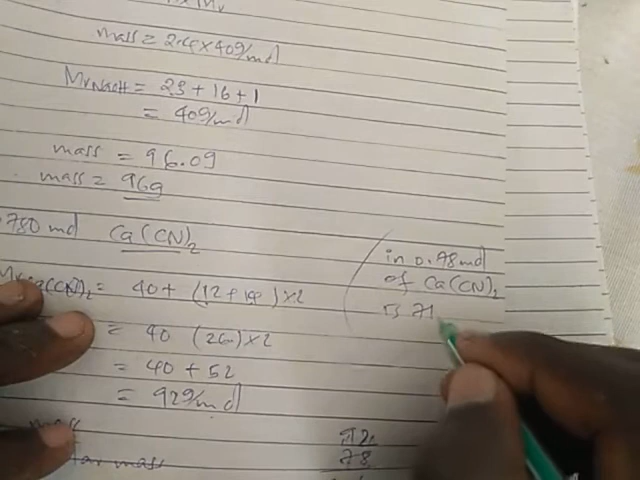 mass = 2.4 × 40g/mol
Mr NaOH = 23 + 16 + 1
= 40g/mol
mass = 96.0g
mass = 96g
.780 mol Ca(CN)2
Mr Ca(CN)2 = 40 + (12 + 14) × 2
= 40 (26) × 2
= 40 + 52
= 92g/mol
in 0.78 mol
of Ca(CN)2
is 71
78